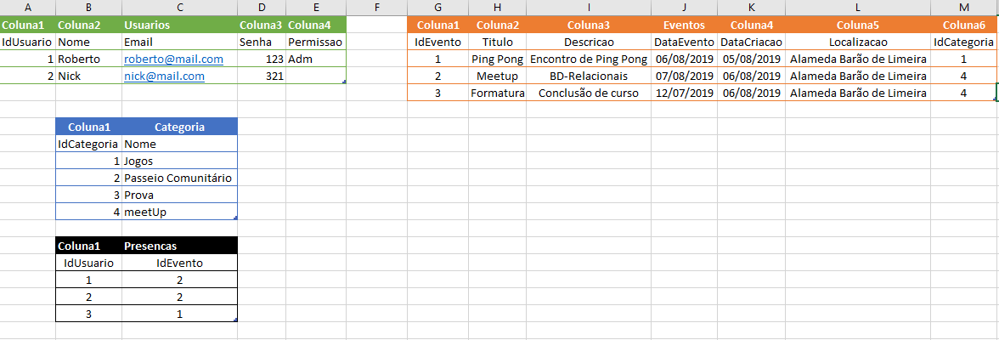 A B C D E F G H I J K L M
Coluna1 Coluna2 Usuarios Coluna3 Coluna4 Coluna1 Coluna2 Coluna3 Eventos Coluna4 Coluna5 Coluna6
IdUsuario Nome Email Senha Permissao IdEvento Titulo Descricao DataEvento DataCriacao Localizacao IdCategoria
1 Roberto roberto@mail.com 123 Adm 1 Ping Pong Encontro de Ping Pong 06/08/2019 05/08/2019 Alameda Barão de Limeira 1
2 Nick nick@mail.com 321 2 Meetup BD-Relacionais 07/08/2019 06/08/2019 Alameda Barão de Limeira 4
3 Formatura Conclusão de curso 12/07/2019 06/08/2019 Alameda Barão de Limeira 4
Coluna1 Categoria
IdCategoria Nome
1 Jogos
2 Passeio Comunitário
3 Prova
4 meetUp
Coluna1 Presencas
IdUsuario IdEvento
1 2
2 2
3 1